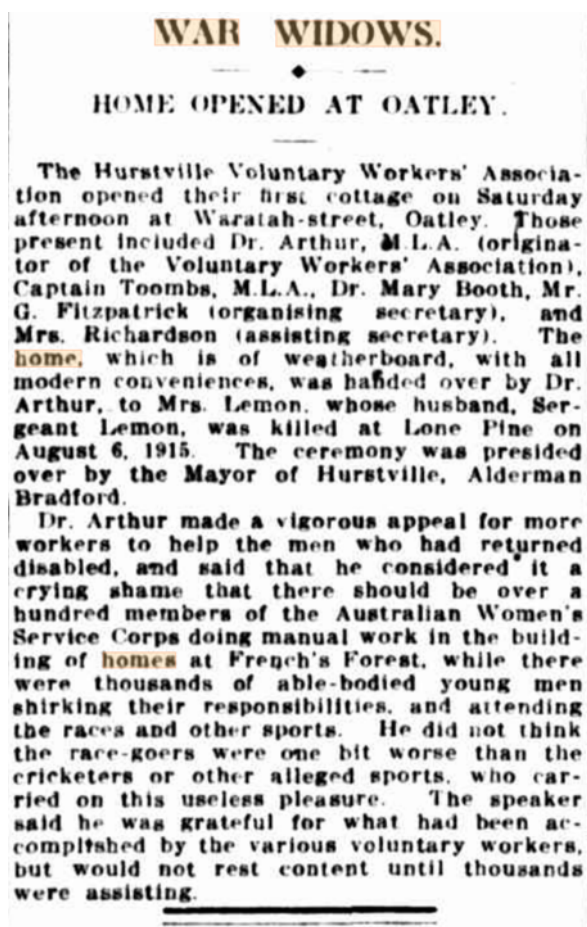 WAR WIDOWS.
HOME OPENED AT OATLEY.
The Hurstville Voluntary Workers' Associa-
tion opened their first cottage on Saturday
afternoon at Waratah-street, Oatley. Those
present included Dr. Arthur, M.L.A. (origina-
tor of the Voluntary Workers' Association),
Captain Toombs, M.L.A., Dr. Mary Booth, Mr.
G. Fitzpatrick (organising secretary), and
Mrs. Richardson (assisting secretary). The
home, which is of weatherboard, with all
modern conveniences, was handed over by Dr.
Arthur, to Mrs. Lemon, whose husband, Ser-
geant Lemon, was killed at Lone Pine on
August 6, 1915. The ceremony was presided
over by the Mayor of Hurstville, Alderman
Bradford.
Dr. Arthur made a vigorous appeal for more
workers to help the men who had returned
disabled, and said that he considered it a
crying shame that there should be over a
hundred members of the Australian Women's
Service Corps doing manual work in the build-
ing of homes at French's Forest, while there
were thousands of able-bodied young men
shirking their responsibilities, and attending
the races and other sports. He did not think
the race-goers were one bit worse than the
cricketers or other alleged sports, who car-
ried on this useless pleasure. The speaker
said he was grateful for what had been ac-
complished by the various voluntary workers,
but would not rest content until thousands
were assisting.